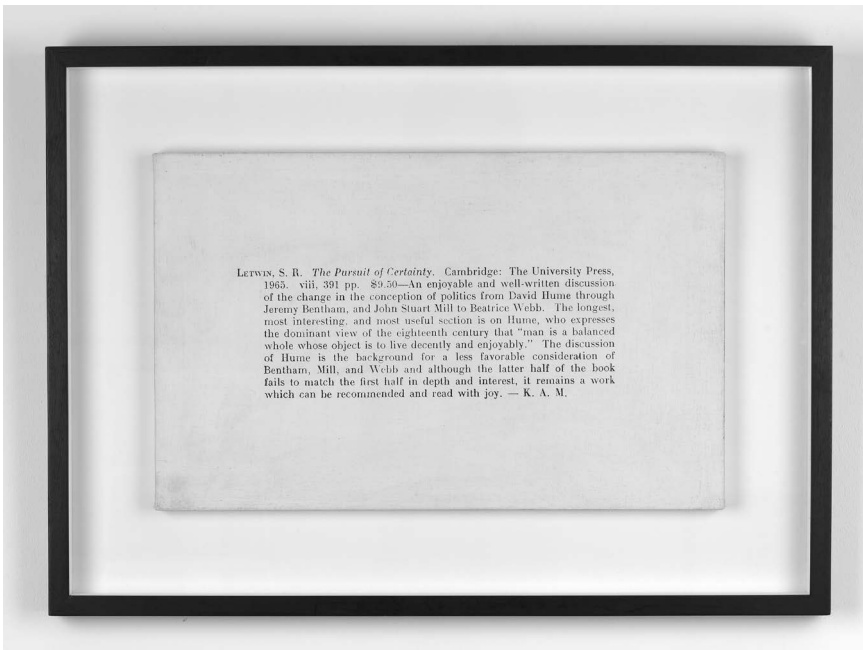 LETWIN, S. R. The Pursuit of Certainty. Cambridge: The University Press,
1965. viii, 391 pp. $9.50—An enjoyable and well-written discussion
of the change in the conception of politics from David Hume through
Jeremy Bentham, and John Stuart Mill to Beatrice Webb. The longest,
most interesting, and most useful section is on Hume, who expresses
the dominant view of the eighteenth century that "man is a balanced
whole whose object is to live decently and enjoyably." The discussion
of Hume is the background for a less favorable consideration of
Bentham, Mill, and Webb and although the latter half of the book
fails to match the first half in depth and interest, it remains a work
which can be recommended and read with joy. — K. A. M.